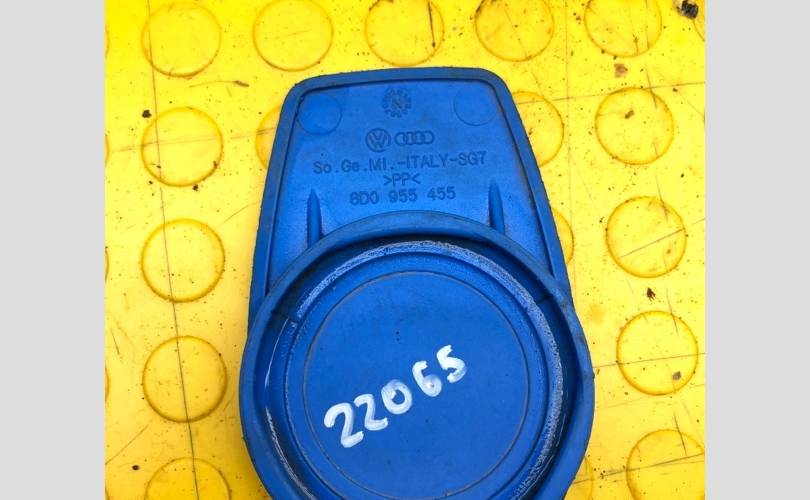 So.Ge.MI.-ITALY-SG7
>PP<
8D0 955 455
22065